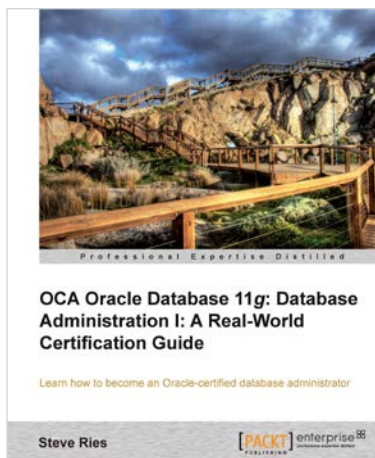 Professional Expertise Distilled
OCA Oracle Database 11g: Database
Administration I: A Real-World
Certification Guide
Learn how to become an Oracle-certified database administrator
Steve Ries
[PACKT] enterprise
PUBLISHING